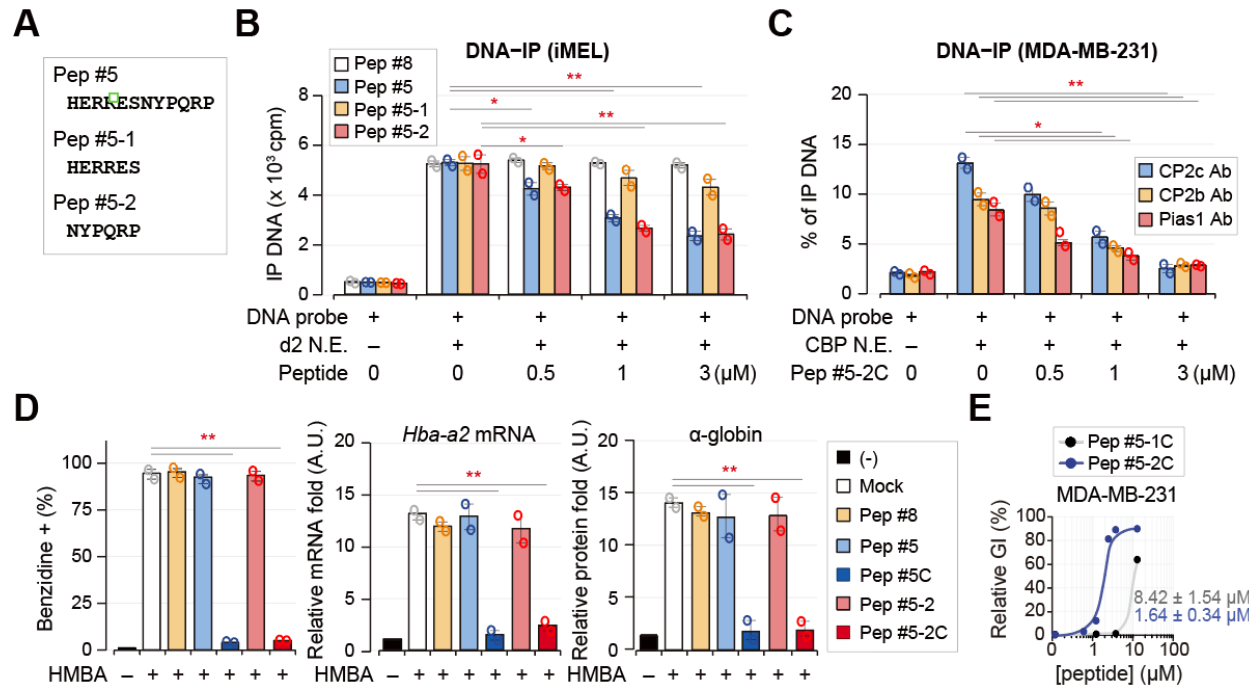 A
Pep #5
HERRESNYPQRP
Pep #5-1
HERRES
Pep #5-2
NYPQRP
B
DNA−IP (iMEL)
Pep #8
Pep #5
Pep #5-1
Pep #5-2
**
*
**
*
IP DNA (x 10³ cpm)
8
6
4
2
0
DNA probe + + + + +
d2 N.E. − + + + +
Peptide 0 0 0.5 1 3 (μM)
C
DNA−IP (MDA-MB-231)
**
*
CP2c Ab
CP2b Ab
Pias1 Ab
% of IP DNA
20
15
10
5
0
DNA probe + + + + +
CBP N.E. − + + + +
Pep #5-2C 0 0 0.5 1 3 (μM)
D
**
Benzidine + (%)
100
75
50
25
0
HMBA − + + + + + +
Hba-a2 mRNA
**
Relative mRNA fold (A.U.)
20
15
10
5
0
HMBA − + + + + + +
α-globin
**
Relative protein fold (A.U.)
20
15
10
5
0
HMBA − + + + + + +
(-)
Mock
Pep #8
Pep #5
Pep #5C
Pep #5-2
Pep #5-2C
E
Pep #5-1C
Pep #5-2C
MDA-MB-231
Relative GI (%)
100
80
60
40
20
0
8.42 ± 1.54 μM
1.64 ± 0.34 μM
0 1 10 100
[peptide] (μM)